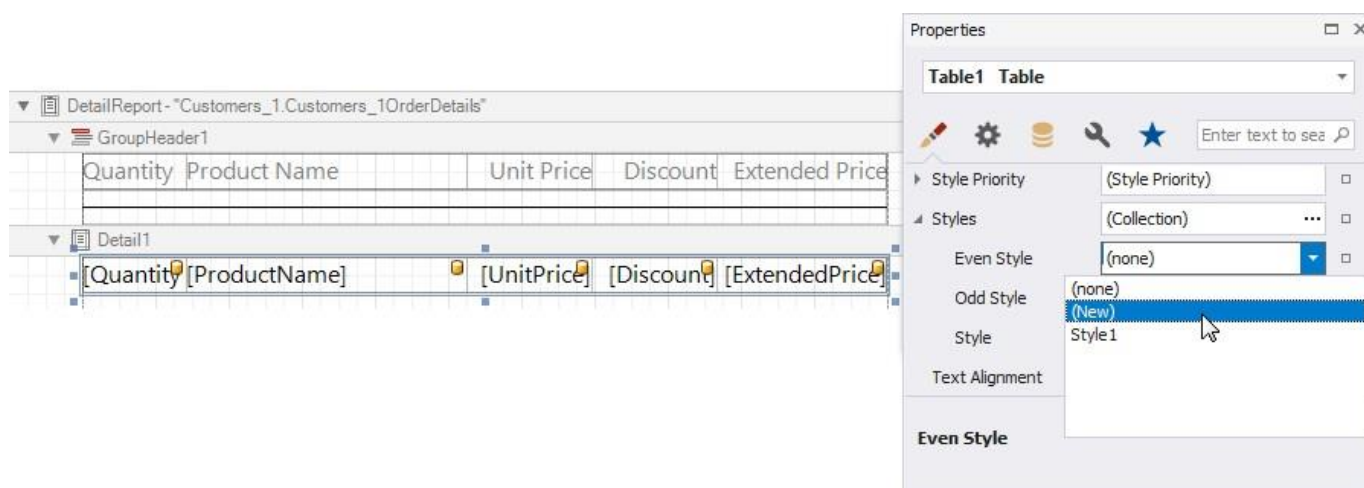 Properties
Table1 Table
Enter text to sea
DetailReport - "Customers_1.Customers_1OrderDetails"
GroupHeader1
Quantity Product Name Unit Price Discount Extended Price
Detail1
[Quantity [ProductName] [UnitPrice] [Discount] [ExtendedPrice]
Style Priority (Style Priority)
Styles (Collection) ...
Even Style (none)
(none)
Odd Style
(New)
Style Style1
Text Alignment
Even Style